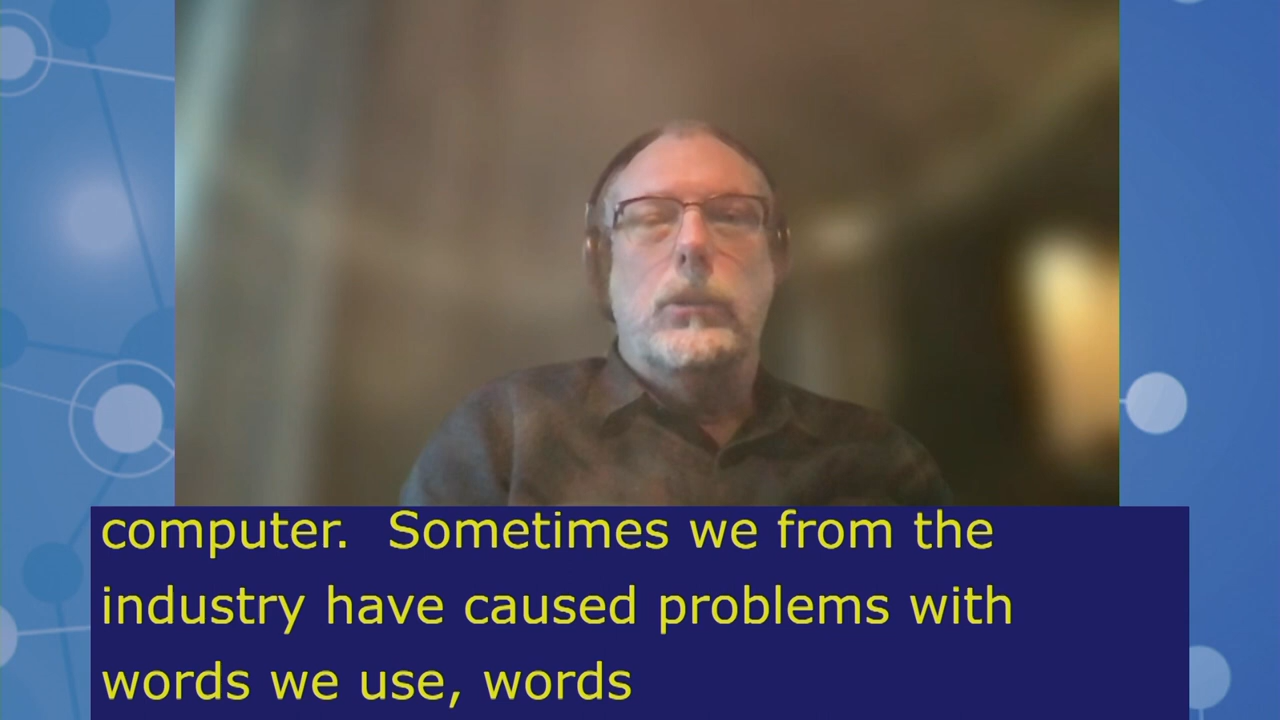 computer.  Sometimes we from the
industry have caused problems with
words we use, words